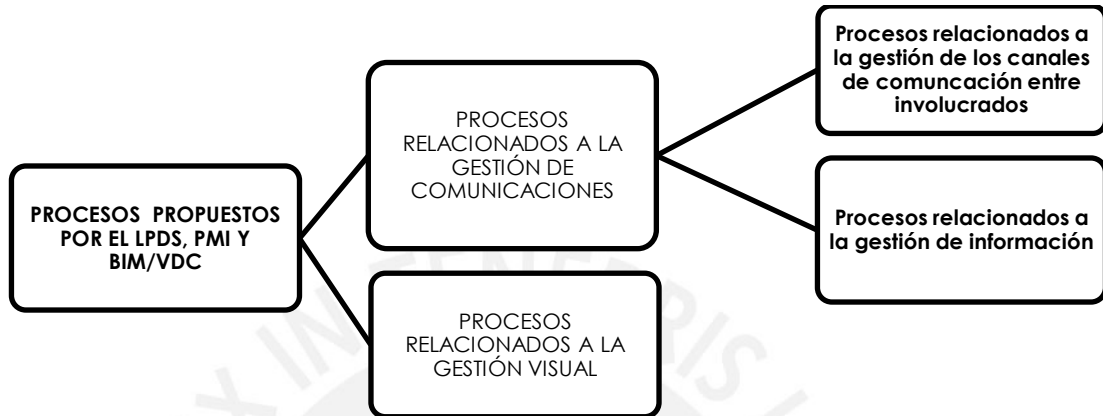 PROCESOS PROPUESTOS
POR EL LPDS, PMI Y
BIM/VDC
PROCESOS
RELACIONADOS A LA
GESTIÓN DE
COMUNICACIONES
PROCESOS
RELACIONADOS A LA
GESTIÓN VISUAL
Procesos relacionados a
la gestión de los canales
de comuncación entre
involucrados
Procesos relacionados a
la gestión de información